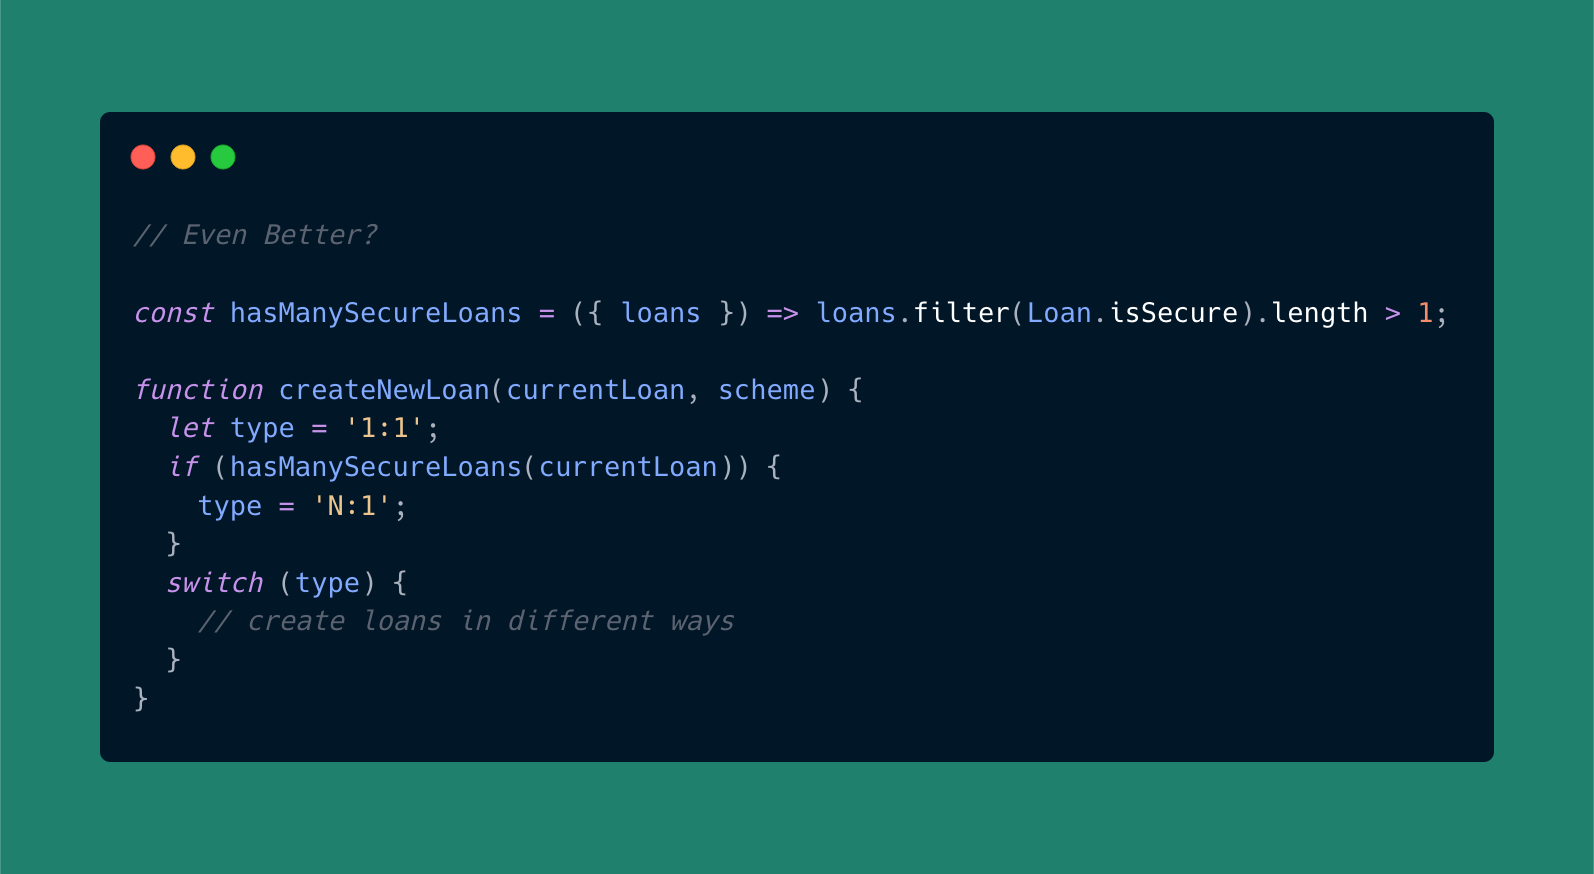 // Even Better?
const hasManySecureLoans = ({ loans }) => loans.filter(Loan.isSecure).length > 1;
function createNewLoan(currentLoan, scheme) {
  let type = '1:1';
  if (hasManySecureLoans(currentLoan)) {
    type = 'N:1';
  }
  switch (type) {
    // create loans in different ways
  }
}